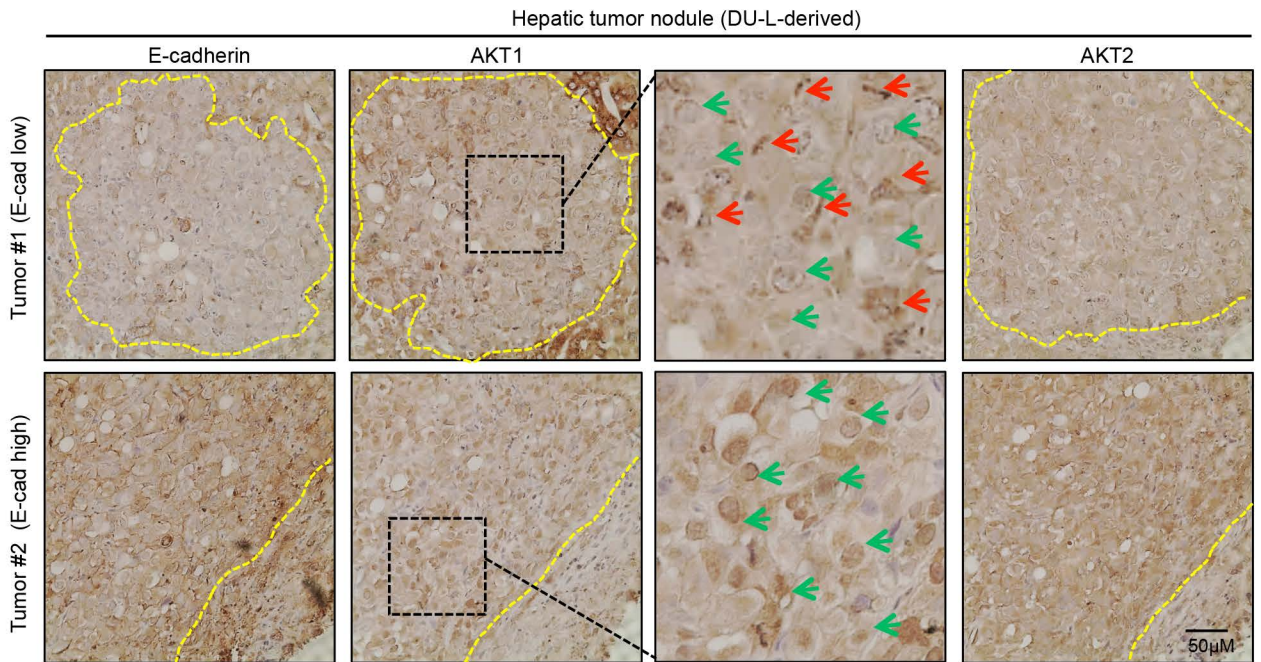 Hepatic tumor nodule (DU-L-derived)
E-cadherin
AKT1
AKT2
Tumor #1 (E-cad low)
Tumor #2 (E-cad high)
50μM